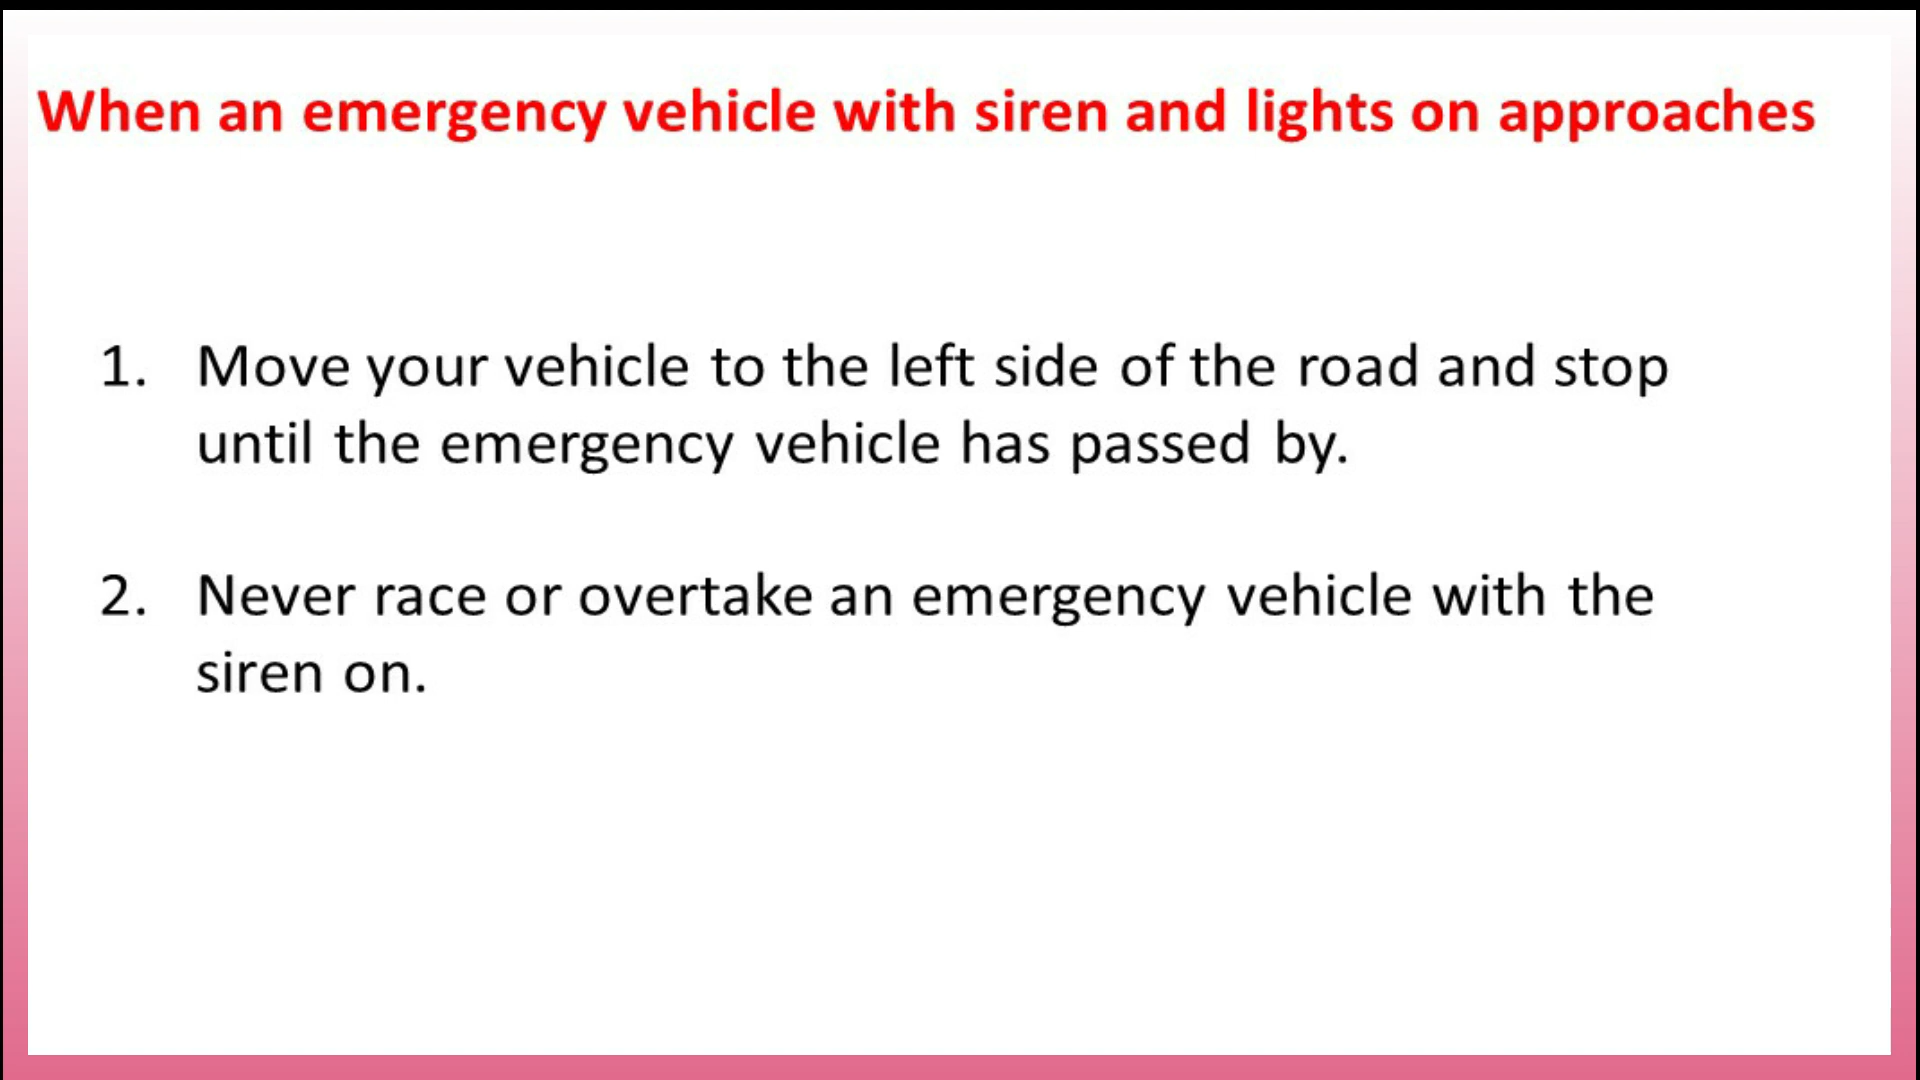 When an emergency vehicle with siren and lights on approaches
1. Move your vehicle to the left side of the road and stop
until the emergency vehicle has passed by.
2. Never race or overtake an emergency vehicle with the
siren on.